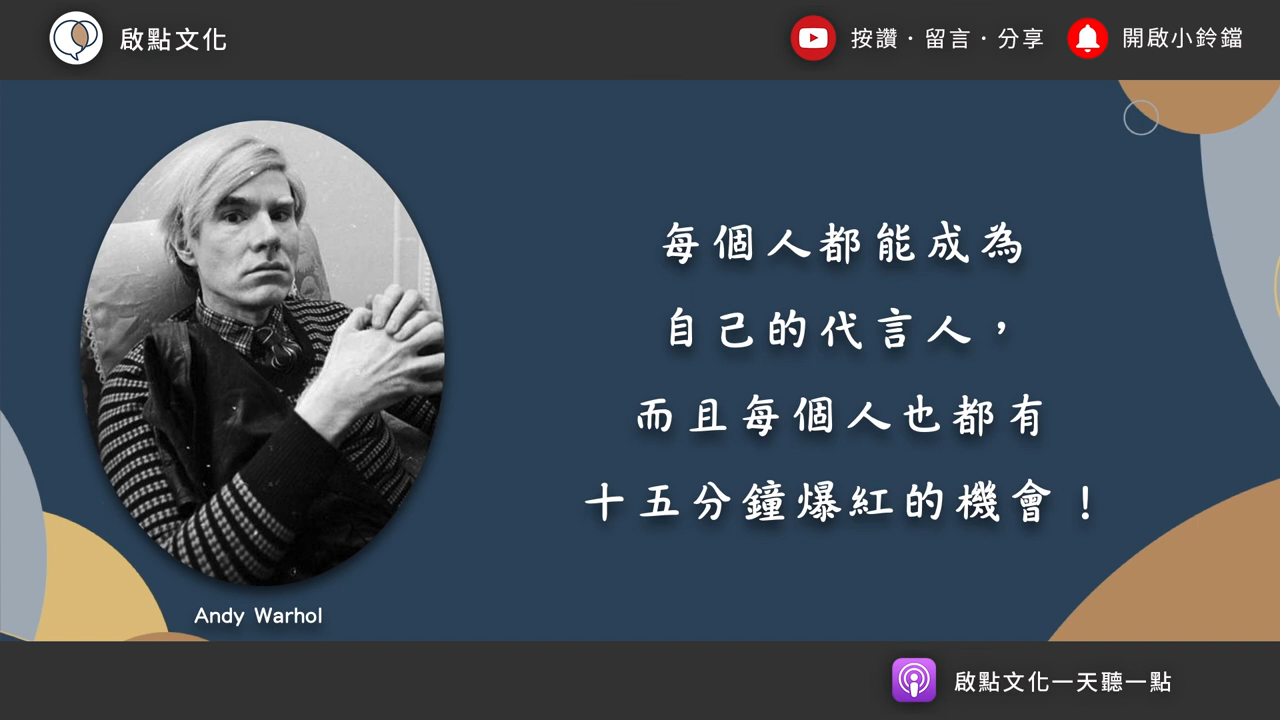 啟點文化
按讚·留言·分享
開啟小鈴鐺
每個人都能成為
自己的代言人，
而且每個人也都有
十五分鐘爆紅的機會！
Andy Warhol
啟點文化一天聽一點